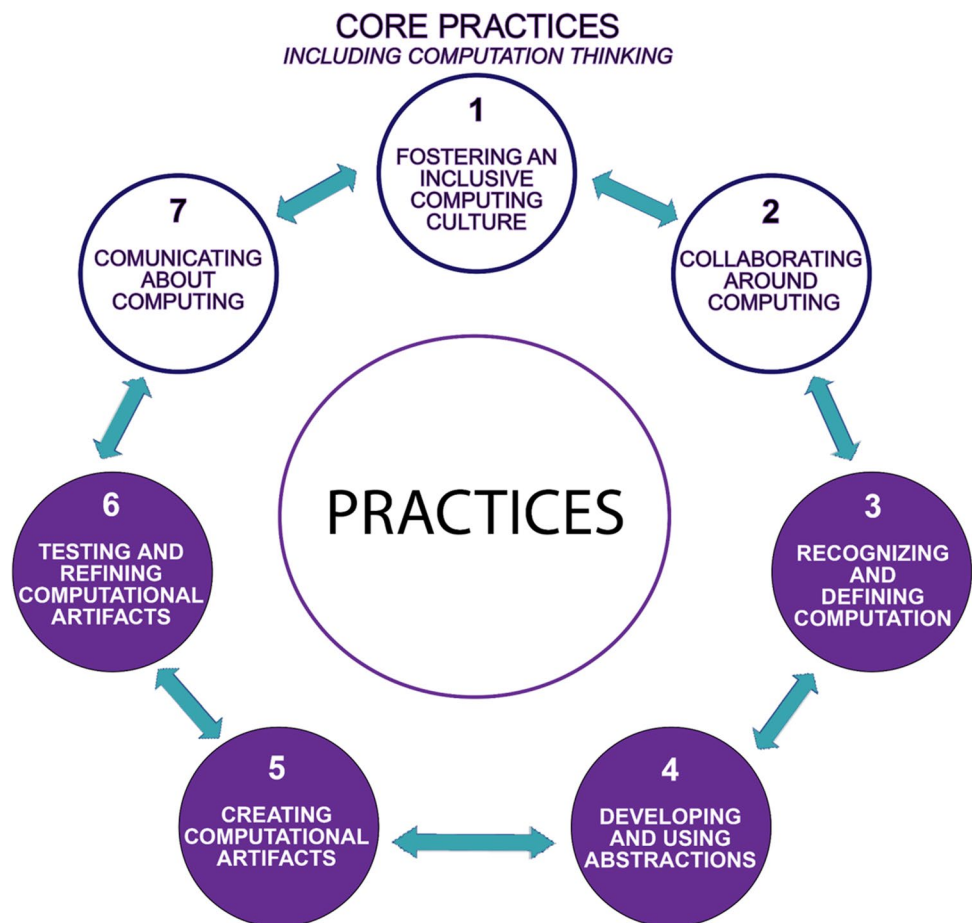 CORE PRACTICES
INCLUDING COMPUTATION THINKING
1
FOSTERING AN
INCLUSIVE
COMPUTING
CULTURE
2
COLLABORATING
AROUND
COMPUTING
3
RECOGNIZING
AND
DEFINING
COMPUTATION
4
DEVELOPING
AND USING
ABSTRACTIONS
5
CREATING
COMPUTATIONAL
ARTIFACTS
6
TESTING AND
REFINING
COMPUTATIONAL
ARTIFACTS
7
COMUNICATING
ABOUT
COMPUTING
PRACTICES